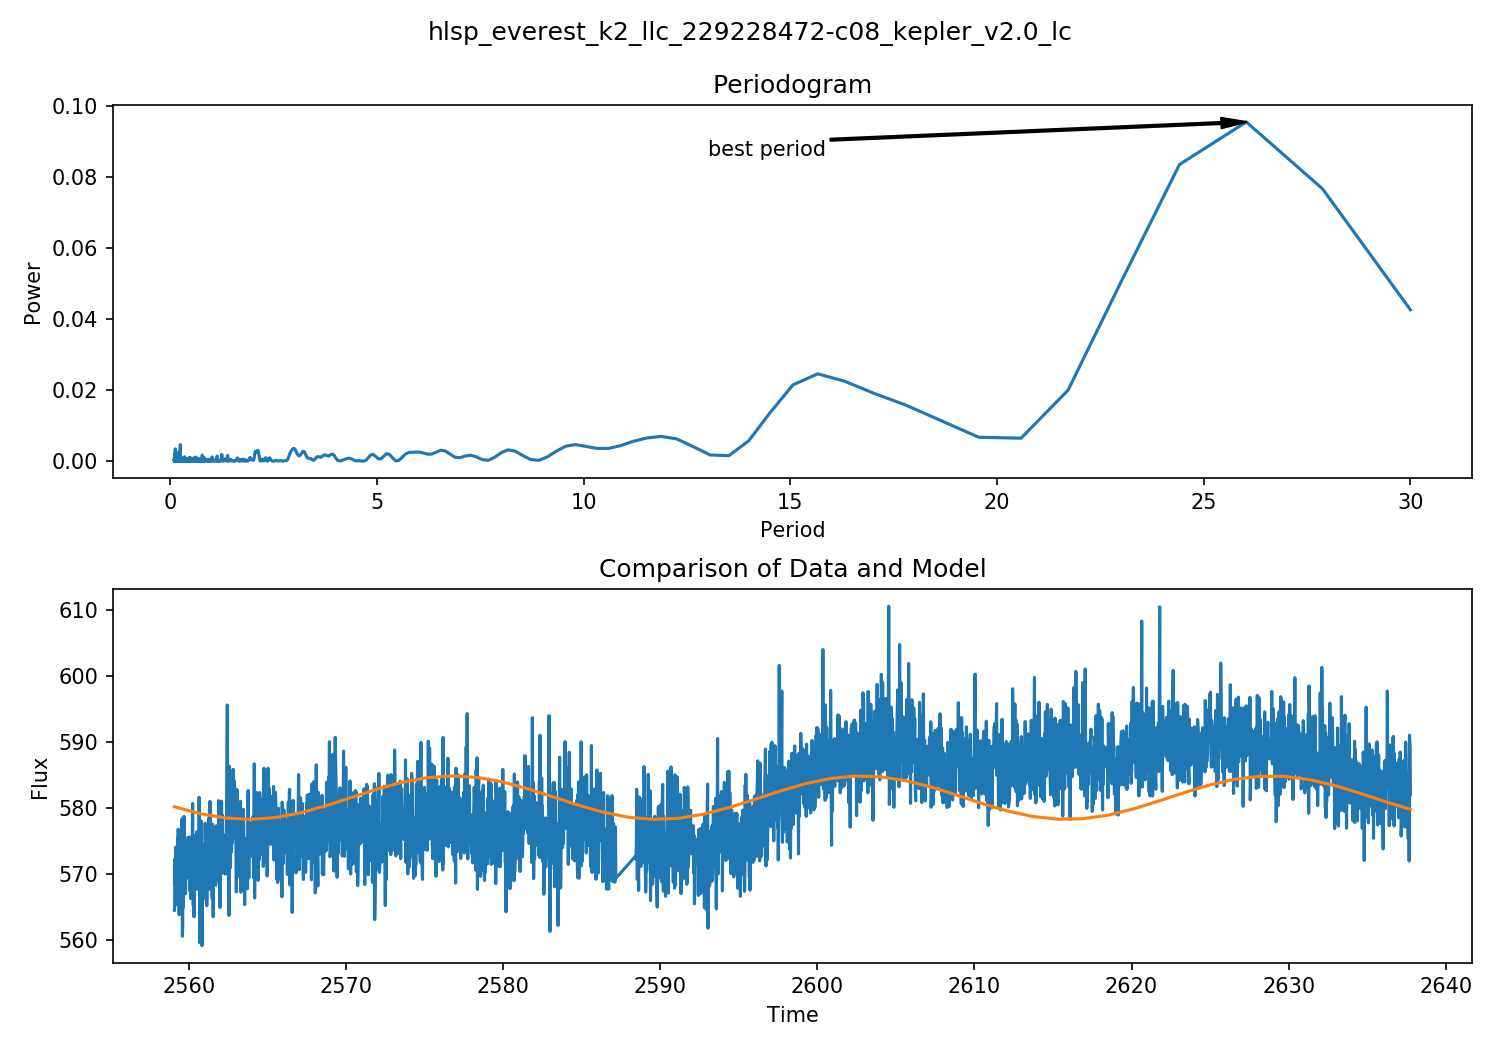 hlsp_everest_k2_llc_229228472-c08_kepler_v2.0_lc
Periodogram
0.10
0.08
0.06
0.04
0.02
0.00
Power
best period
0 5 10 15 20 25 30
Period
Comparison of Data and Model
610
600
590
580
570
560
Flux
2560 2570 2580 2590 2600 2610 2620 2630 2640
Time